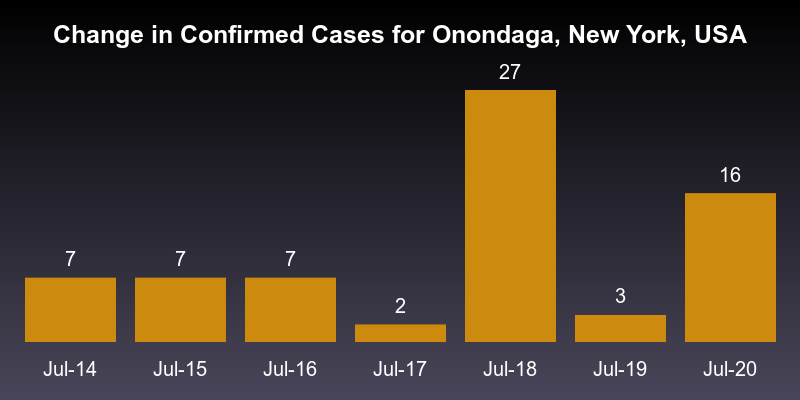 Change in Confirmed Cases for Onondaga, New York, USA
27
16
7 7 7
3
2
Jul-14 Jul-15 Jul-16 Jul-17 Jul-18 Jul-19 Jul-20